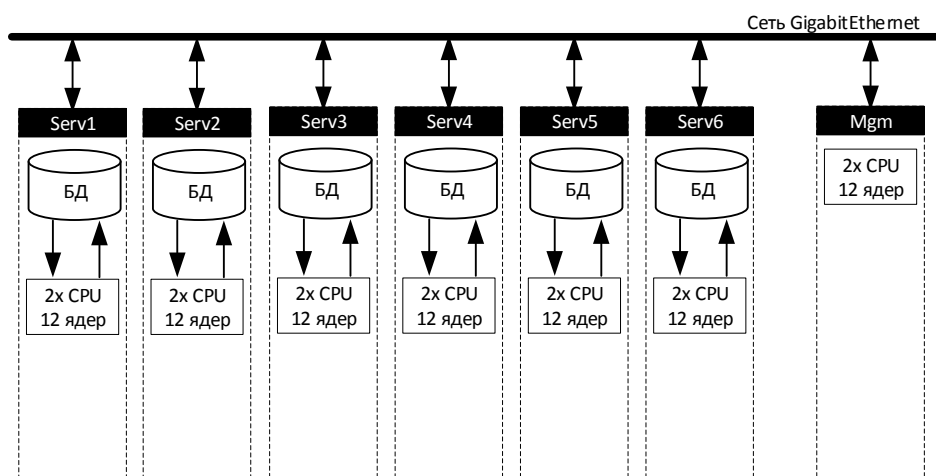 Сеть GigabitEthernet
Serv1 Serv2 Serv3 Serv4 Serv5 Serv6 Mgm
БД БД БД БД БД БД
2x CPU
12 ядер
2x CPU
12 ядер
2x CPU
12 ядер
2x CPU
12 ядер
2x CPU
12 ядер
2x CPU
12 ядер
2x CPU
12 ядер